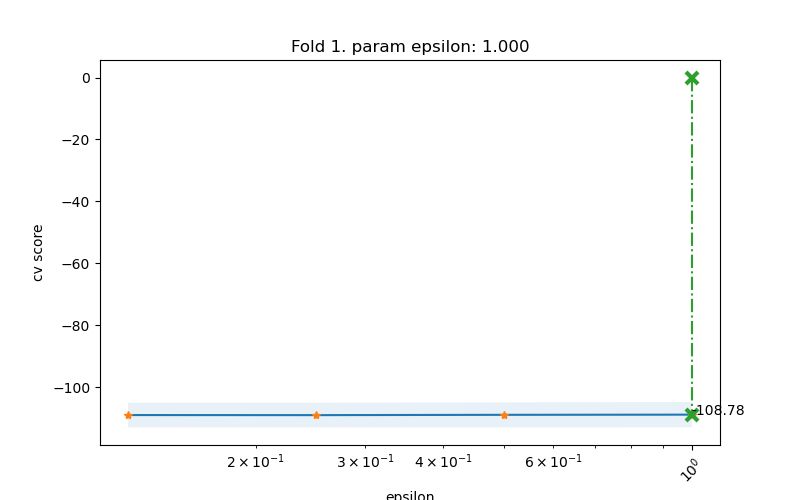 Fold 1. param epsilon: 1.000
cv score
0
−20
−40
−60
−80
−100
-108.78
2 × 10⁻¹
3 × 10⁻¹
4 × 10⁻¹
6 × 10⁻¹
10⁰
epsilon